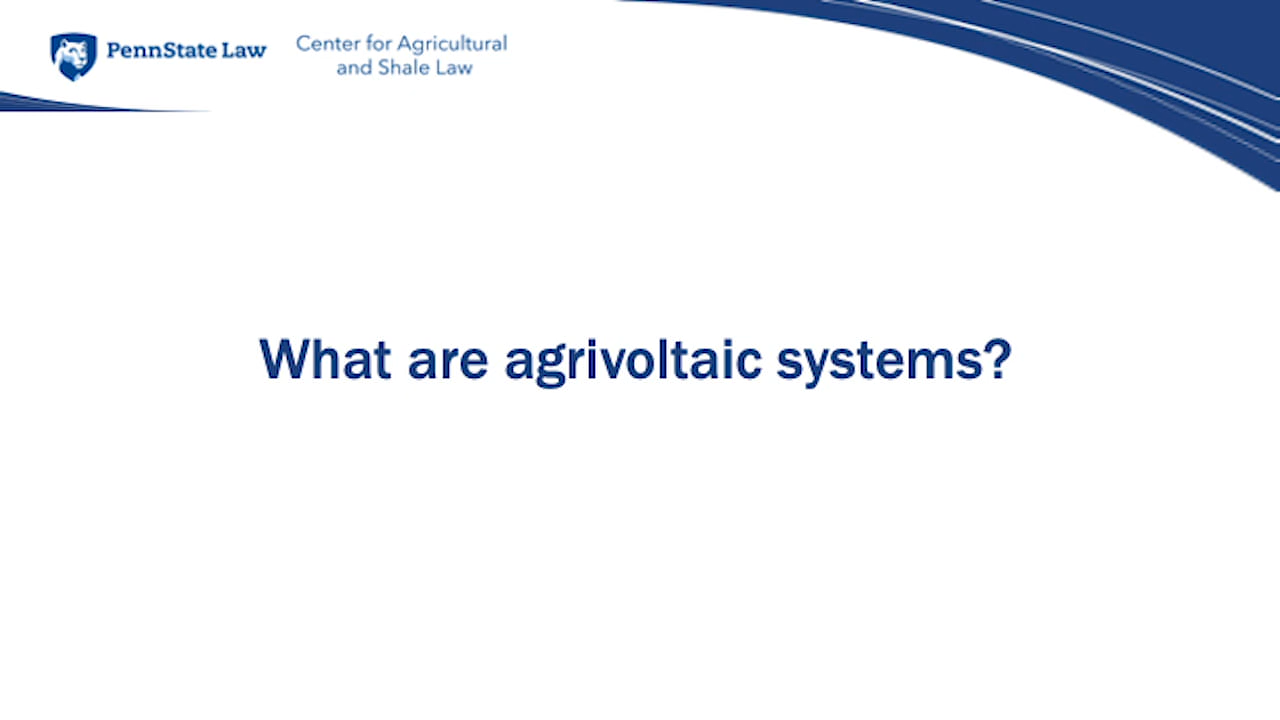 PennState Law
Center for Agricultural
and Shale Law
What are agrivoltaic systems?